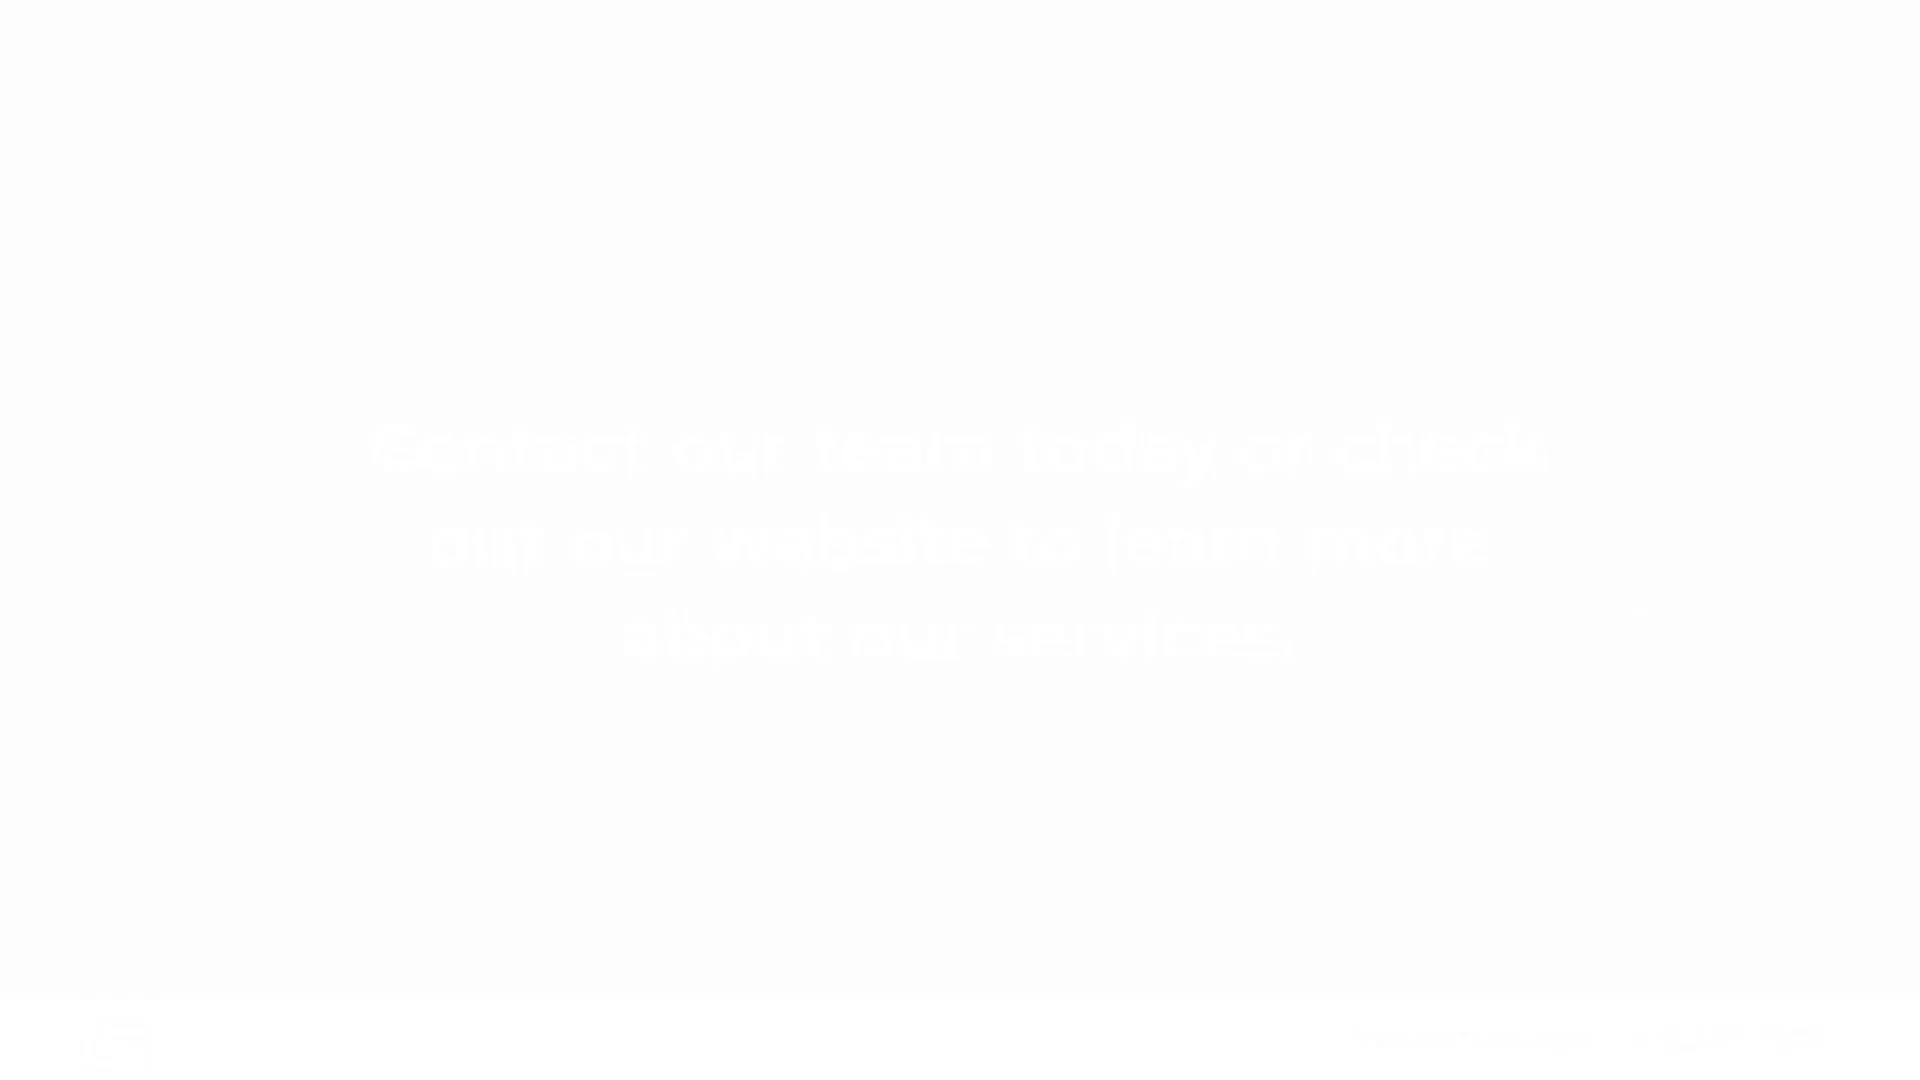 Contact our team today or check
out our website to learn more
about our services.